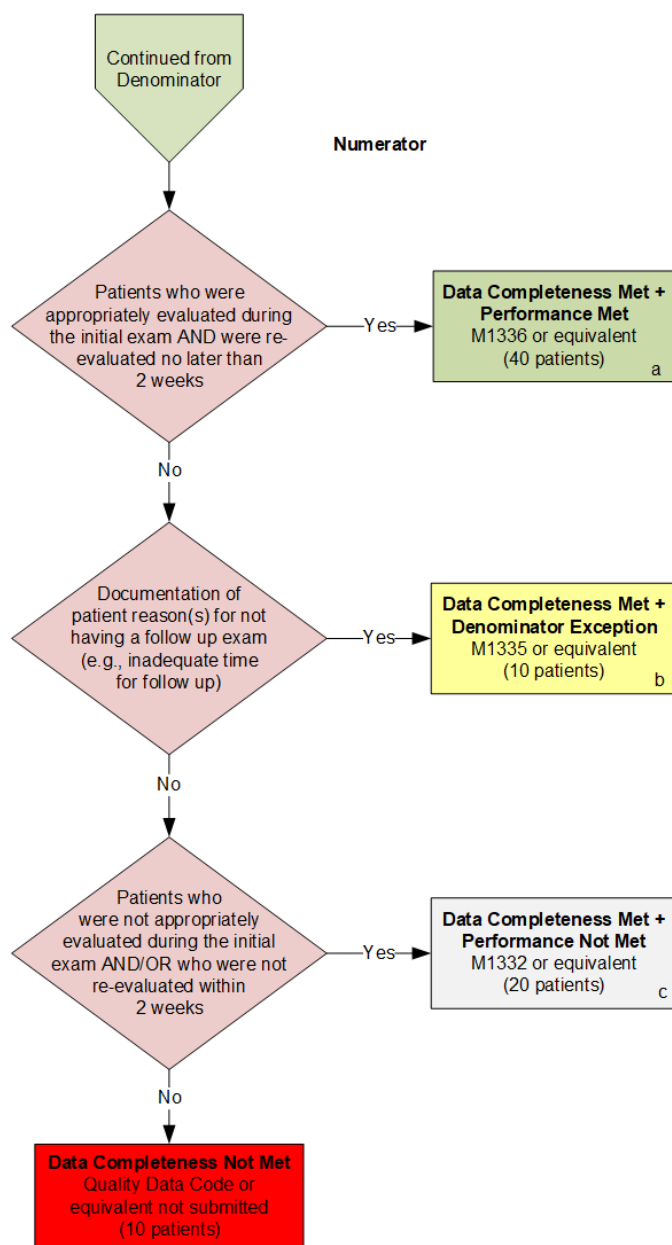 Continued from
Denominator
Numerator
Patients who were
appropriately evaluated during
the initial exam AND were re-
evaluated no later than
2 weeks
Yes
Data Completeness Met +
Performance Met
M1336 or equivalent
(40 patients)
a
No
Documentation of
patient reason(s) for not
having a follow up exam
(e.g., inadequate time
for follow up)
Yes
Data Completeness Met +
Denominator Exception
M1335 or equivalent
(10 patients)
b
No
Patients who
were not appropriately
evaluated during the initial
exam AND/OR who were not
re-evaluated within
2 weeks
Yes
Data Completeness Met +
Performance Not Met
M1332 or equivalent
(20 patients)
c
No
Data Completeness Not Met
Quality Data Code or
equivalent not submitted
(10 patients)